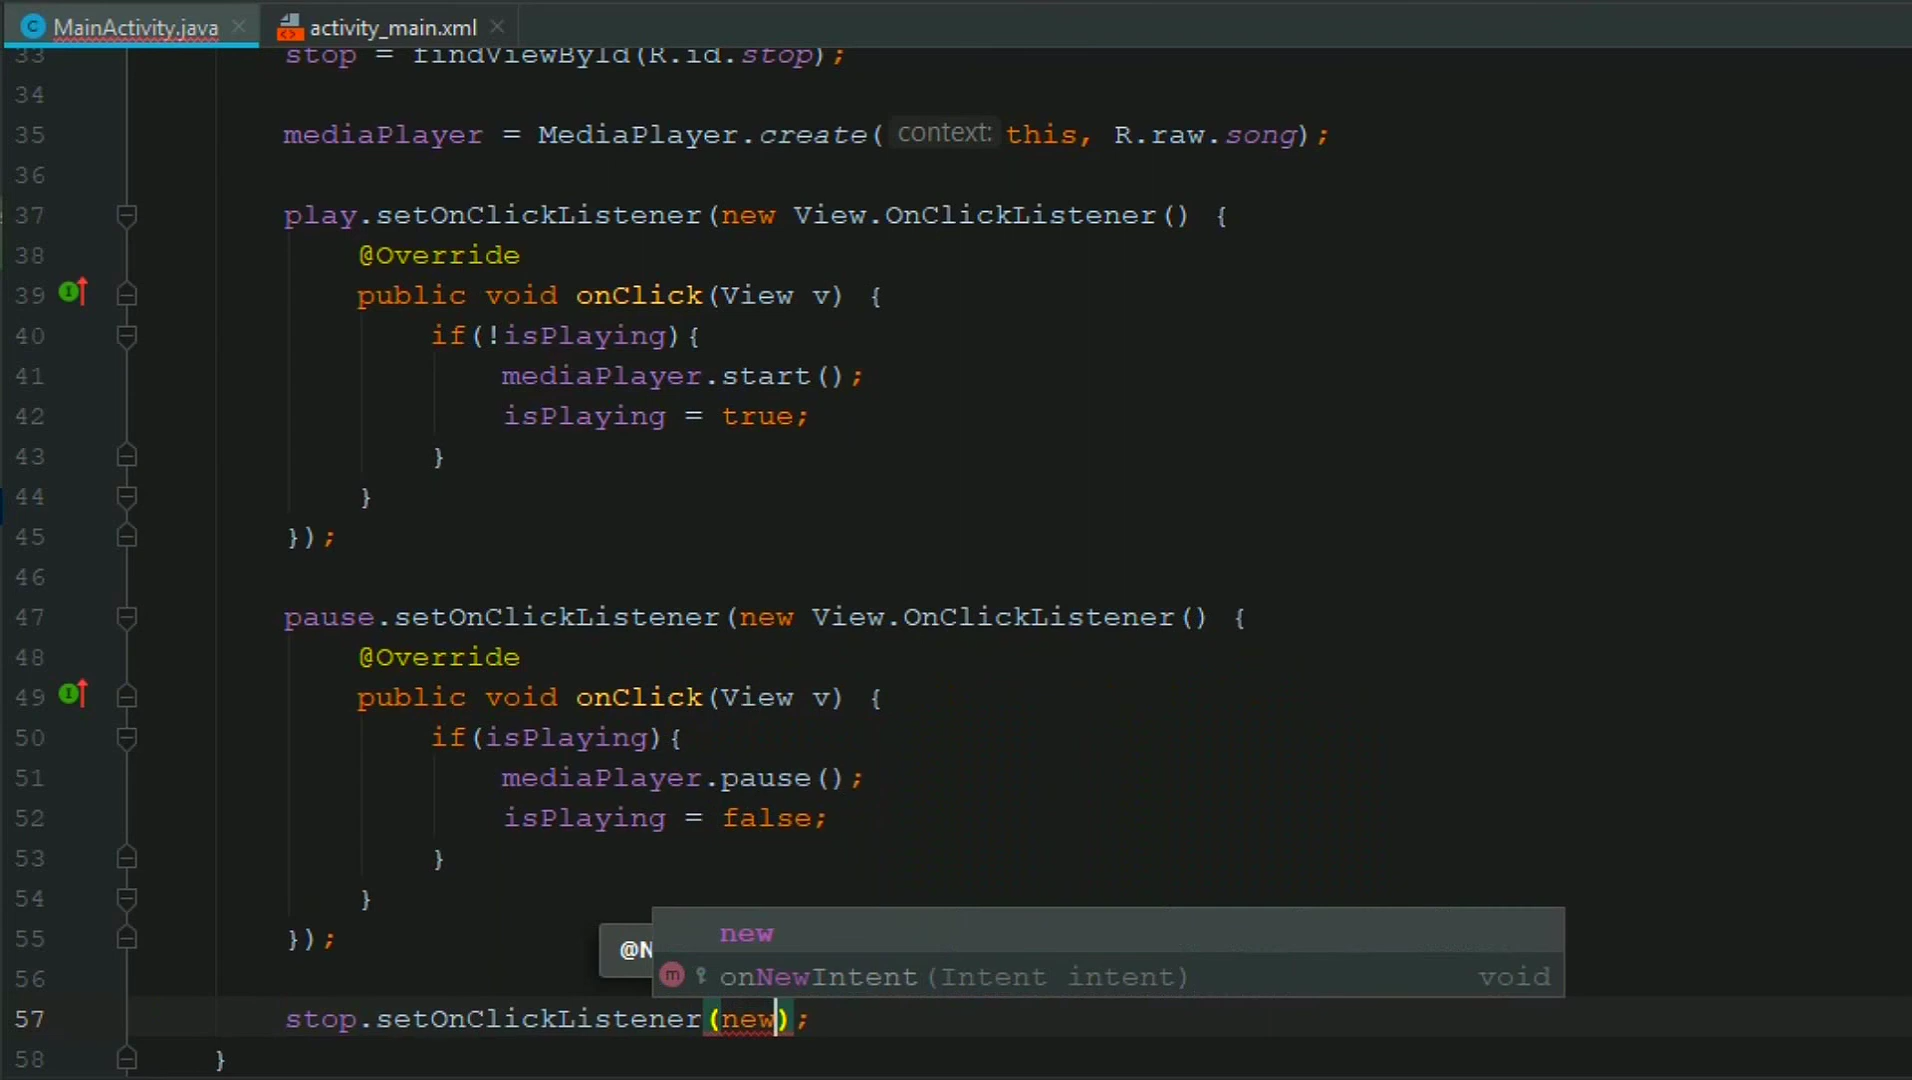 MainActivity.java
activity_main.xml
33 stop = findViewById(R.id.stop);
34
35 mediaPlayer = MediaPlayer.create( context: this, R.raw.song);
36
37 play.setOnClickListener(new View.OnClickListener() {
38 @Override
39 public void onClick(View v) {
40 if(!isPlaying){
41 mediaPlayer.start();
42 isPlaying = true;
43 }
44 }
45 });
46
47 pause.setOnClickListener(new View.OnClickListener() {
48 @Override
49 public void onClick(View v) {
50 if(isPlaying){
51 mediaPlayer.pause();
52 isPlaying = false;
53 }
54 }
55 });
@N
new
56
m onNewIntent(Intent intent) void
57 stop.setOnClickListener(new);
58 }